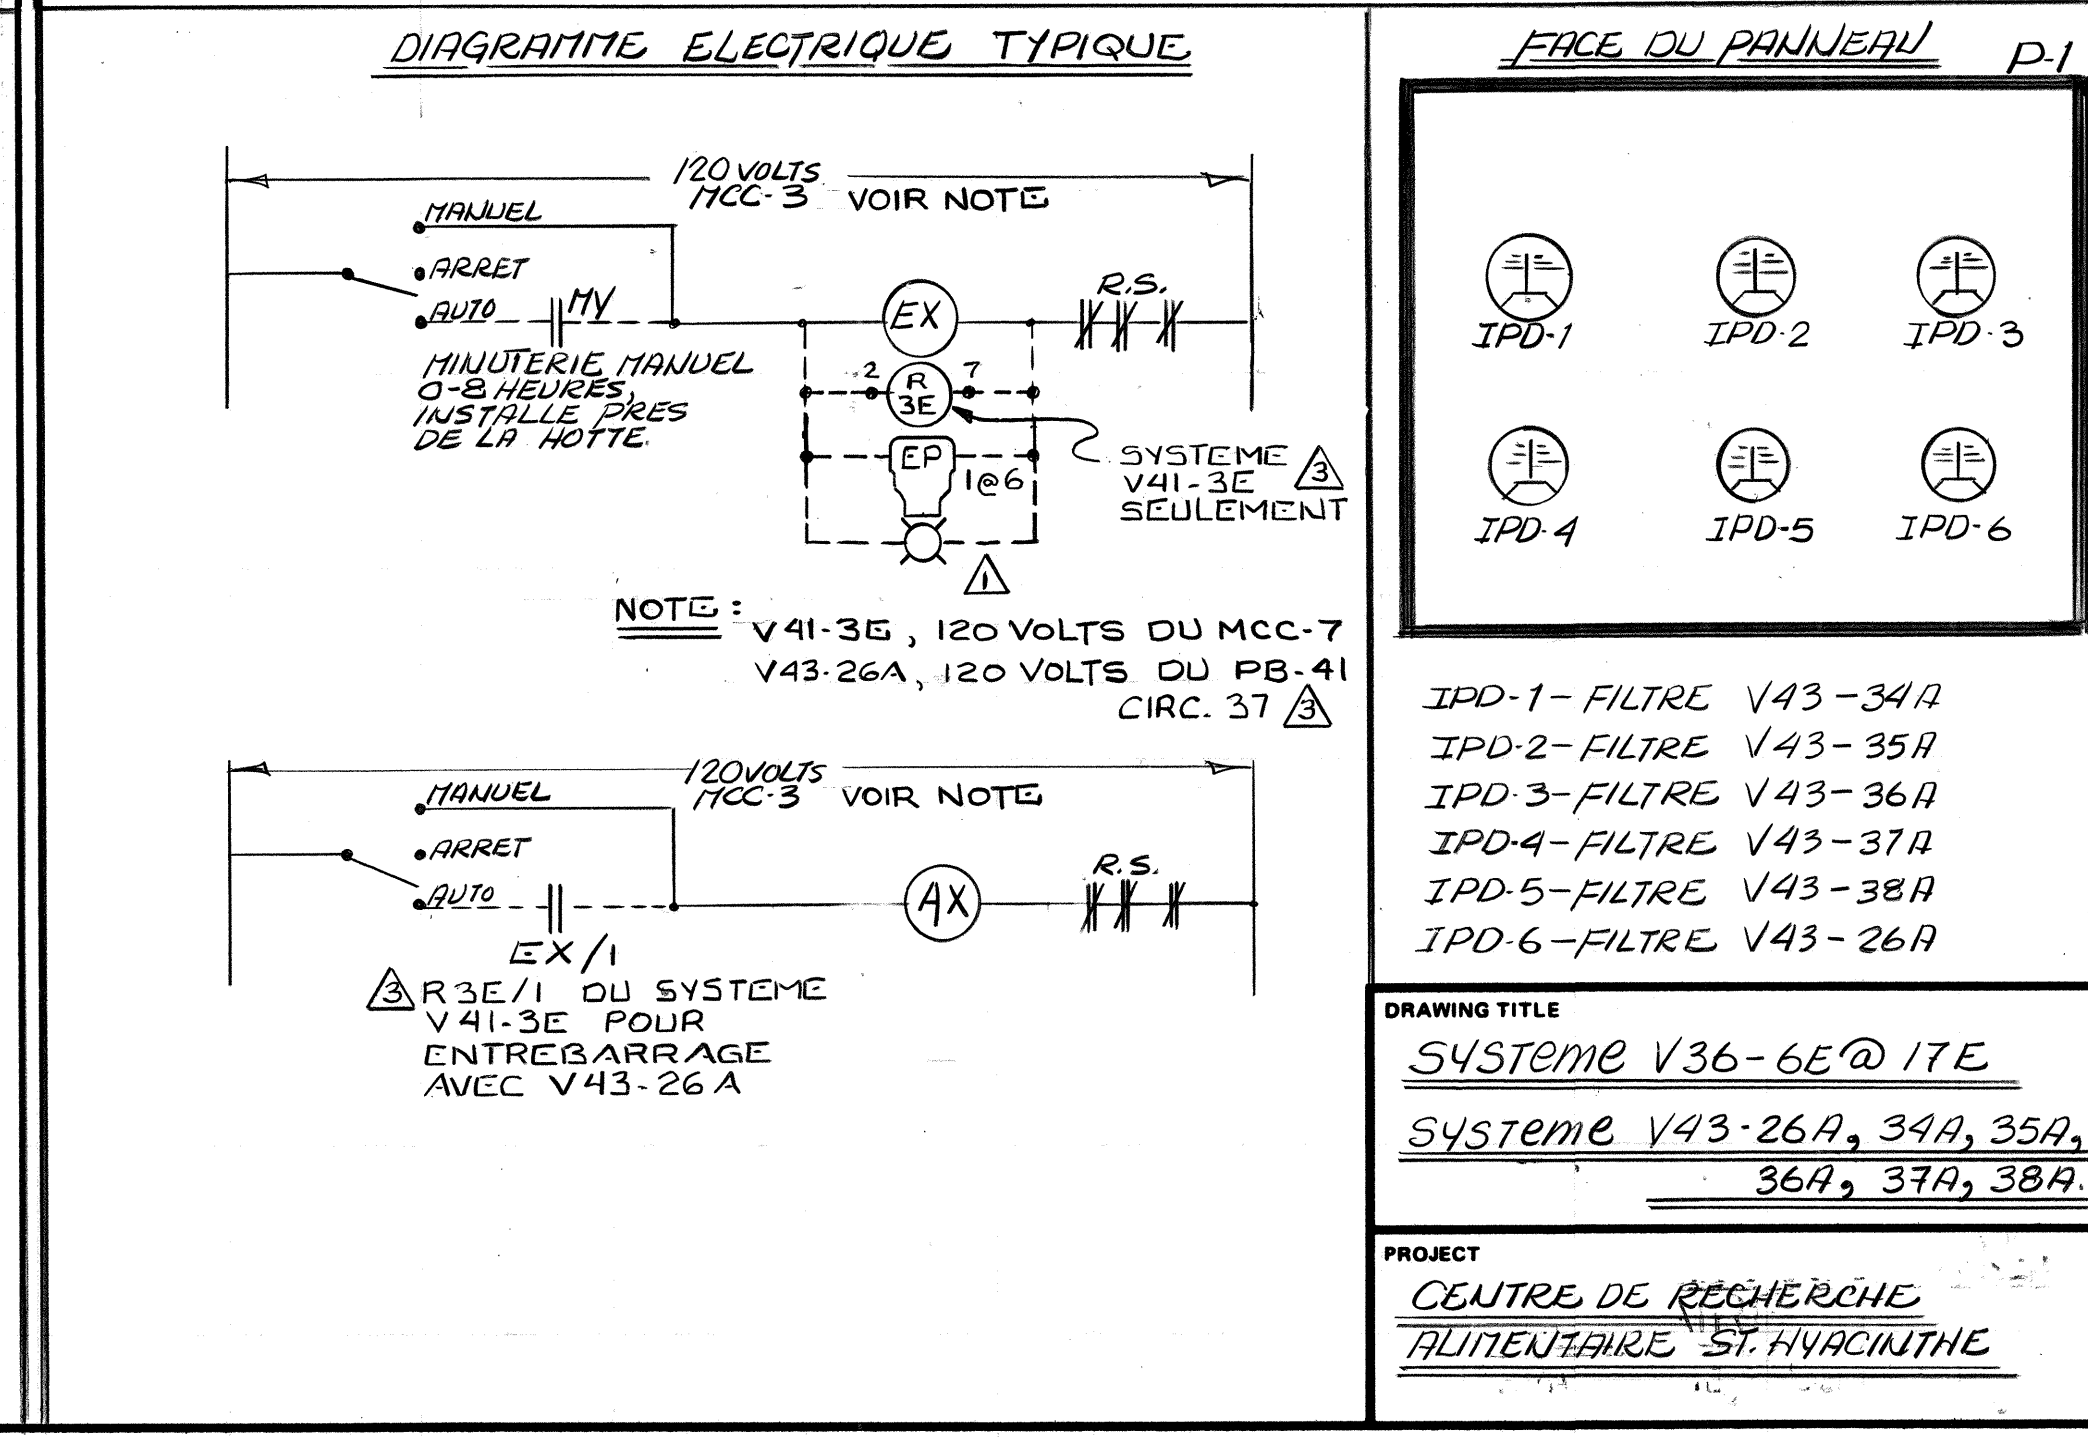 DIAGRAMME ELECTRIQUE TYPIQUE
120 VOLTS
MCC-3 VOIR NOTE
MANUEL
ARRET
AUTO
MV
MINUTERIE MANUEL
0-8 HEURES,
INSTALLE PRES
DE LA HOTTE.
EX
R.S.
2
R
3E
7
EP
1@6
SYSTEME 3
V41-3E
SEULEMENT
1
NOTE :
V41-3E, 120 VOLTS DU MCC-7
V43-26A, 120 VOLTS DU PB-41
CIRC. 37 3
120 VOLTS
MCC-3 VOIR NOTE
MANUEL
ARRET
AUTO
EX/1
AX
R.S.
3 R3E/1 DU SYSTEME
V41-3E POUR
ENTREBARRAGE
AVEC V43-26A
FACE DU PANNEAU P-1
IPD-1 IPD-2 IPD-3
IPD-4 IPD-5 IPD-6
IPD-1-FILTRE V43-34A
IPD-2-FILTRE V43-35A
IPD-3-FILTRE V43-36A
IPD-4-FILTRE V43-37A
IPD-5-FILTRE V43-38A
IPD-6-FILTRE V43-26A
DRAWING TITLE
SYSTEME V36-6E@17E
SYSTEME V43-26A, 34A, 35A,
36A, 37A, 38A.
PROJECT
CENTRE DE RECHERCHE
ALIMENTAIRE ST. HYACINTHE